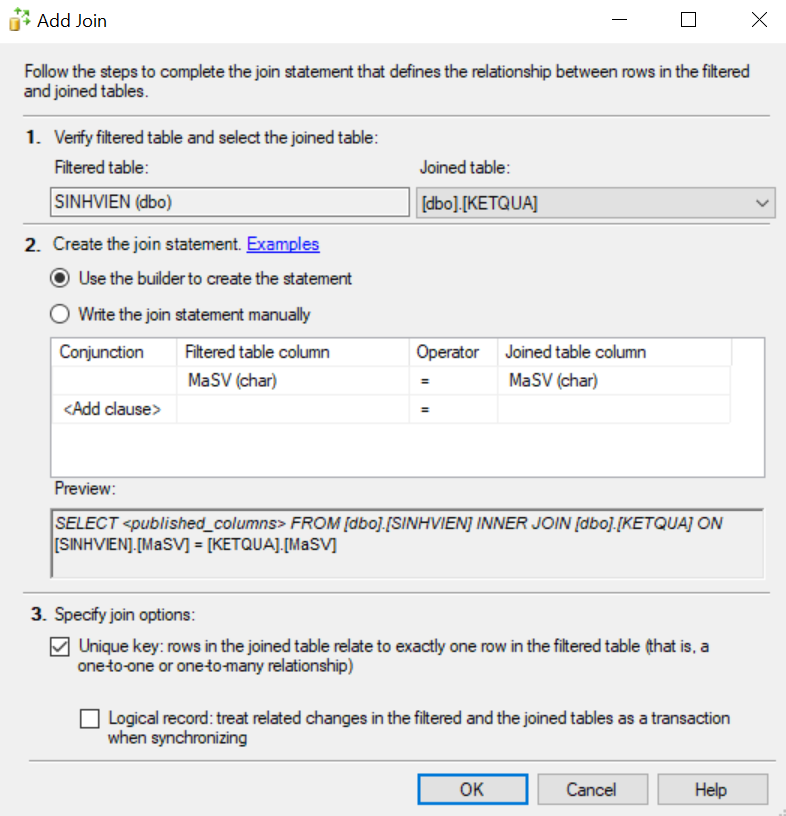 Add Join
Follow the steps to complete the join statement that defines the relationship between rows in the filtered
and joined tables.
1. Verify filtered table and select the joined table:
Filtered table: Joined table:
SINHVIEN (dbo) [dbo].[KETQUA]
2. Create the join statement. Examples
Use the builder to create the statement
Write the join statement manually
Conjunction Filtered table column Operator Joined table column
MaSV (char) = MaSV (char)
<Add clause> =
Preview:
SELECT <published_columns> FROM [dbo].[SINHVIEN] INNER JOIN [dbo].[KETQUA] ON
[SINHVIEN].[MaSV] = [KETQUA].[MaSV]
3. Specify join options:
Unique key: rows in the joined table relate to exactly one row in the filtered table (that is, a
one-to-one or one-to-many relationship)
Logical record: treat related changes in the filtered and the joined tables as a transaction
when synchronizing
OK Cancel Help